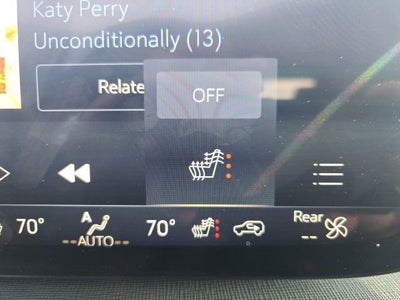 Katy Perry
Unconditionally (13)
Relate
OFF
70°
A
--AUTO--
70°
Rear
--